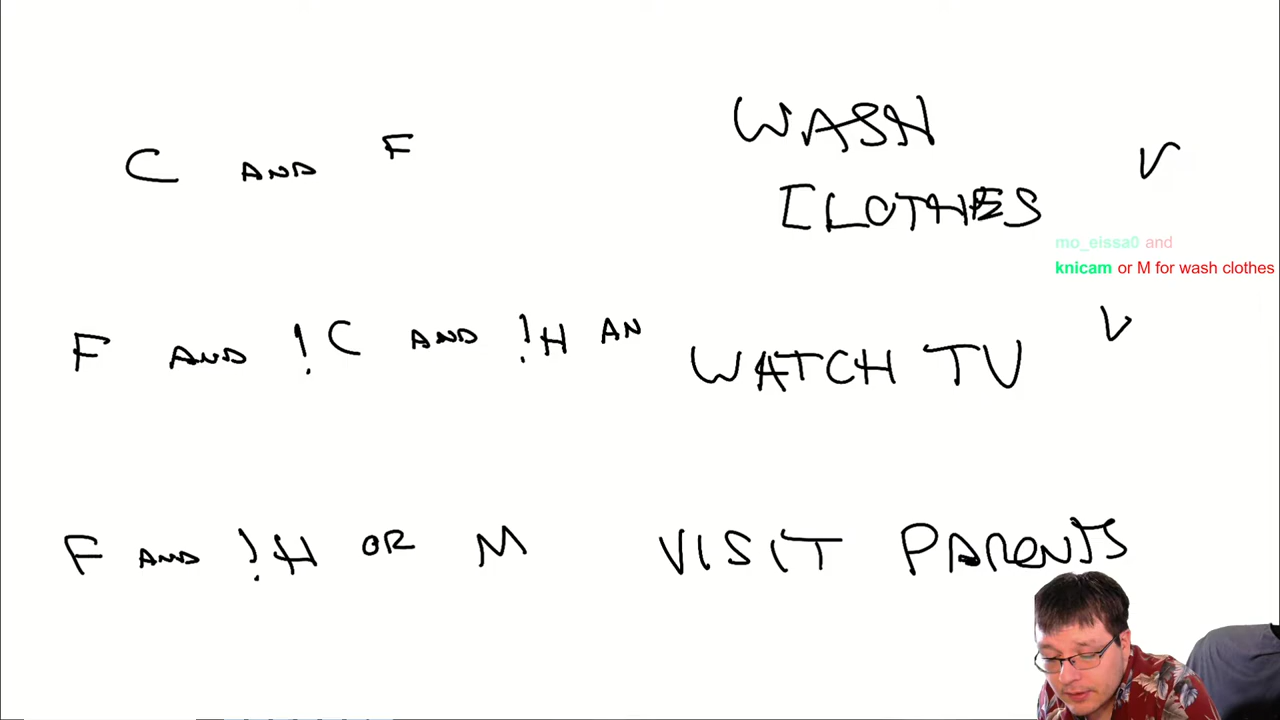 C AND F
WASH
CLOTHES
V
mo_eissa0 and
knicam or M for wash clothes
F AND !C AND !H AN
WATCH TV
V
F AND !H OR M
VISIT PARENTS